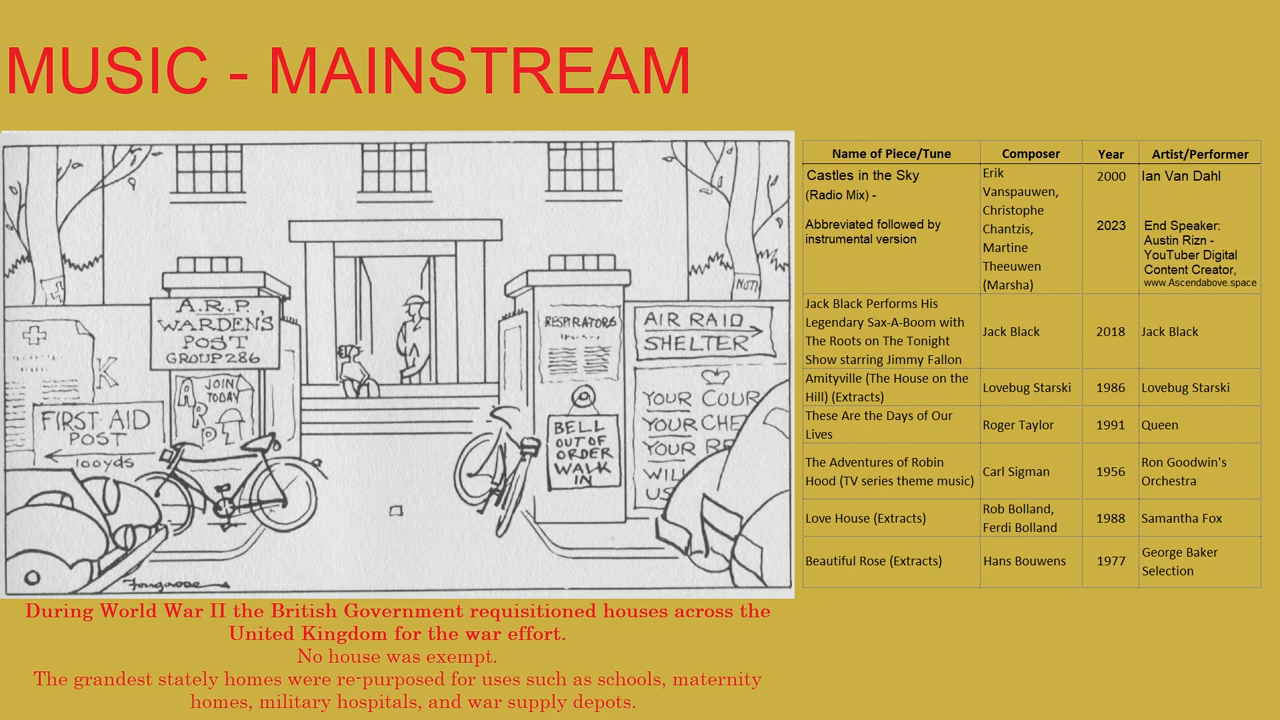 MUSIC - MAINSTREAM
A.R.P.
WARDEN'S
POST
GROUP 286
JOIN
TODAY
ARP
K
FIRST-AID
POST
100yds
RESPIRATORS
BELL
OUT OF
ORDER
WALK
IN
AIR RAID
SHELTER
YOUR COUR
YOUR CHE
YOUR RE
WILL
US
NOTI
Fougasse
During World War II the British Government requisitioned houses across the
United Kingdom for the war effort.
No house was exempt.
The grandest stately homes were re-purposed for uses such as schools, maternity
homes, military hospitals, and war supply depots.
Name of Piece/Tune Composer Year Artist/Performer
Castles in the Sky
(Radio Mix) -
Abbreviated followed by
instrumental version
Erik
Vanspauwen,
Christophe
Chantzis,
Martine
Theeuwen
(Marsha)
2000
2023
Ian Van Dahl
End Speaker:
Austin Rizn -
YouTuber Digital
Content Creator,
www.Ascendabove.space
Jack Black Performs His
Legendary Sax-A-Boom with
The Roots on The Tonight
Show starring Jimmy Fallon
Jack Black
2018
Jack Black
Amityville (The House on the
Hill) (Extracts)
Lovebug Starski
1986
Lovebug Starski
These Are the Days of Our
Lives
Roger Taylor
1991
Queen
The Adventures of Robin
Hood (TV series theme music)
Carl Sigman
1956
Ron Goodwin's
Orchestra
Love House (Extracts)
Rob Bolland,
Ferdi Bolland
1988
Samantha Fox
Beautiful Rose (Extracts)
Hans Bouwens
1977
George Baker
Selection